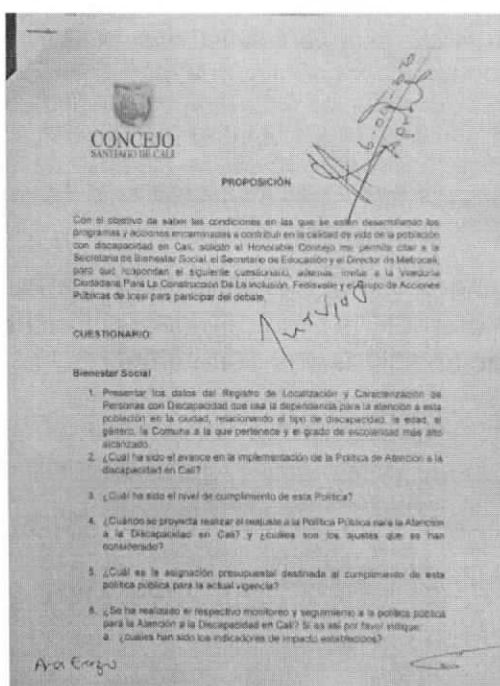 CONCEJO
SANTIAGO DE CALI
PROPOSICIÓN
Con el objetivo de saber las condiciones en las que se están desarrollando los
programas y acciones encaminadas a contribuir en la calidad de vida de la población
con discapacidad en Cali, solicito al Honorable Concejo me permita citar a la
Secretaria de Bienestar Social, el Secretario de Educación y el Director de Metrocali,
para que respondan el siguiente cuestionario, además invitar a la Veeduría
Ciudadana Para La Construcción De La Inclusión, Fedisvalle y el Grupo de Acciones
Públicas de Icesi para participar del debate.
CUESTIONARIO:
Bienestar Social
1. Presentar los datos del Registro de Localización y Caracterización de
Personas con Discapacidad que usa la dependencia para la atención a esta
población en la ciudad, relacionando el tipo de discapacidad, la edad, el
género, la Comuna a la que pertenece y el grado de escolaridad más alto
alcanzado.
2. ¿Cuál ha sido el avance en la implementación de la Política de Atención a la
discapacidad en Cali?
3. ¿Cuál ha sido el nivel de cumplimiento de esta Política?
4. ¿Cuándo se proyecta realizar el reajuste a la Política Pública para la Atención
a la Discapacidad en Cali? y ¿cuáles son los ajustes que se han
considerado?
5. ¿Cuál es la asignación presupuestal destinada al cumplimiento de esta
política pública para la actual vigencia?
6. ¿Se ha realizado el respectivo monitoreo y seguimiento a la política pública
para la Atención a la Discapacidad en Cali? Si es así por favor indique:
a. ¿cuáles han sido los indicadores de impacto establecidos?
Ana Erazo